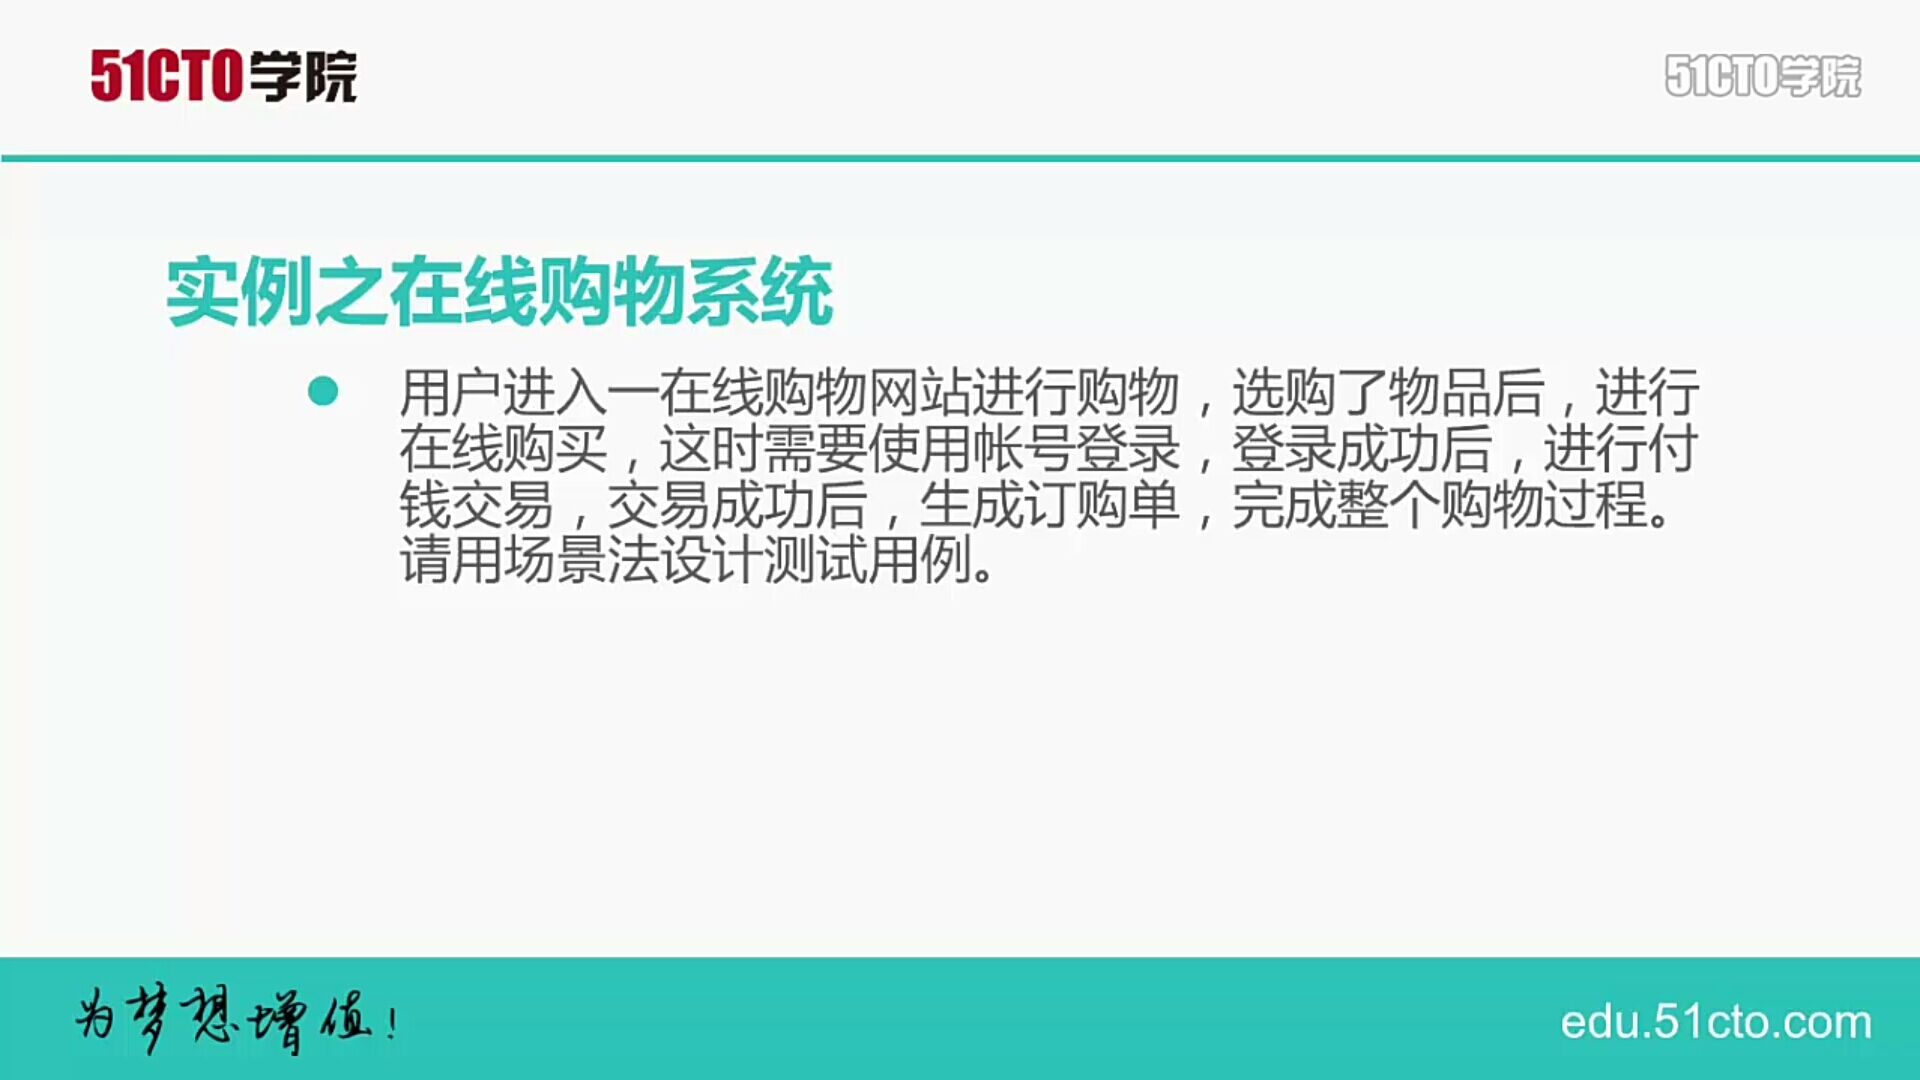 51CTO学院
51CTO学院
实例之在线购物系统
用户进入一在线购物网站进行购物，选购了物品后，进行
在线购买，这时需要使用帐号登录，登录成功后，进行付
钱交易，交易成功后，生成订购单，完成整个购物过程。
请用场景法设计测试用例。
为梦想增值！
edu.51cto.com